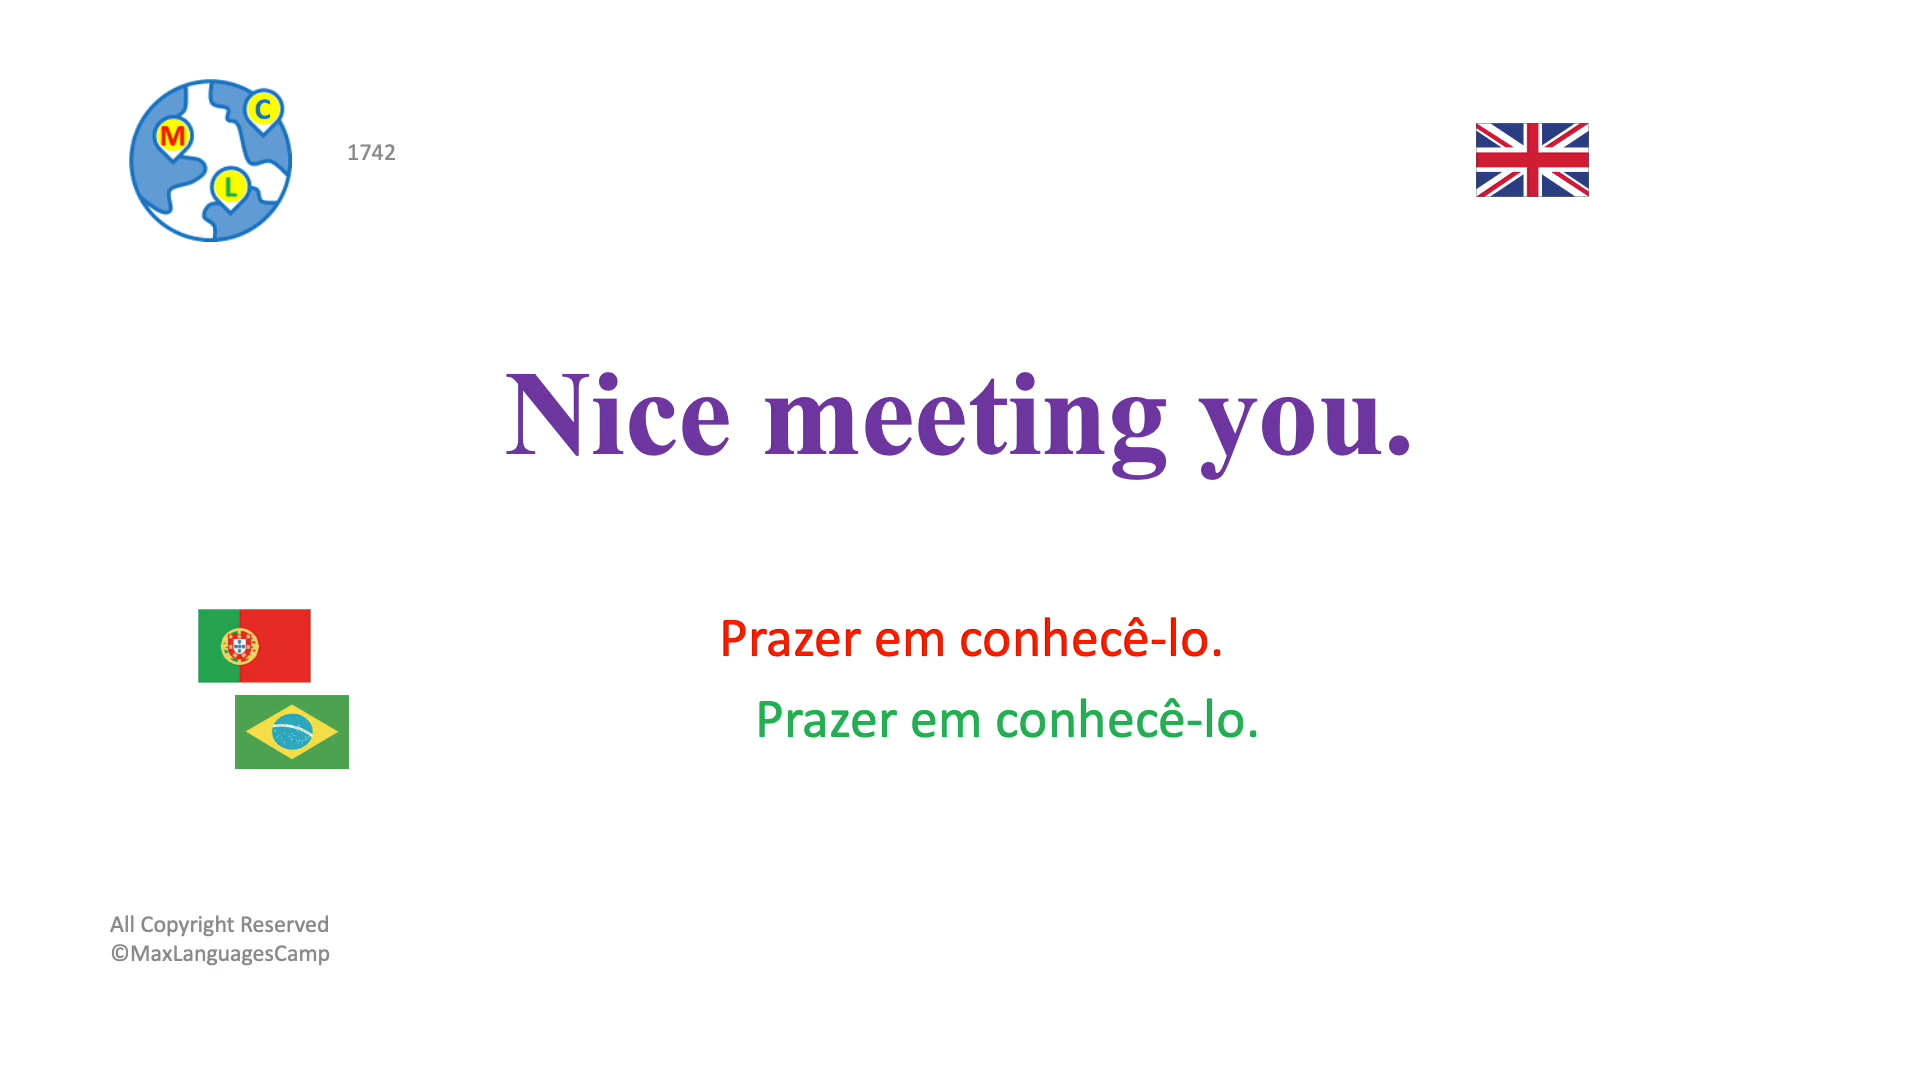 M
C
L
1742
Nice meeting you.
Prazer em conhecê-lo.
Prazer em conhecê-lo.
All Copyright Reserved
©MaxLanguagesCamp